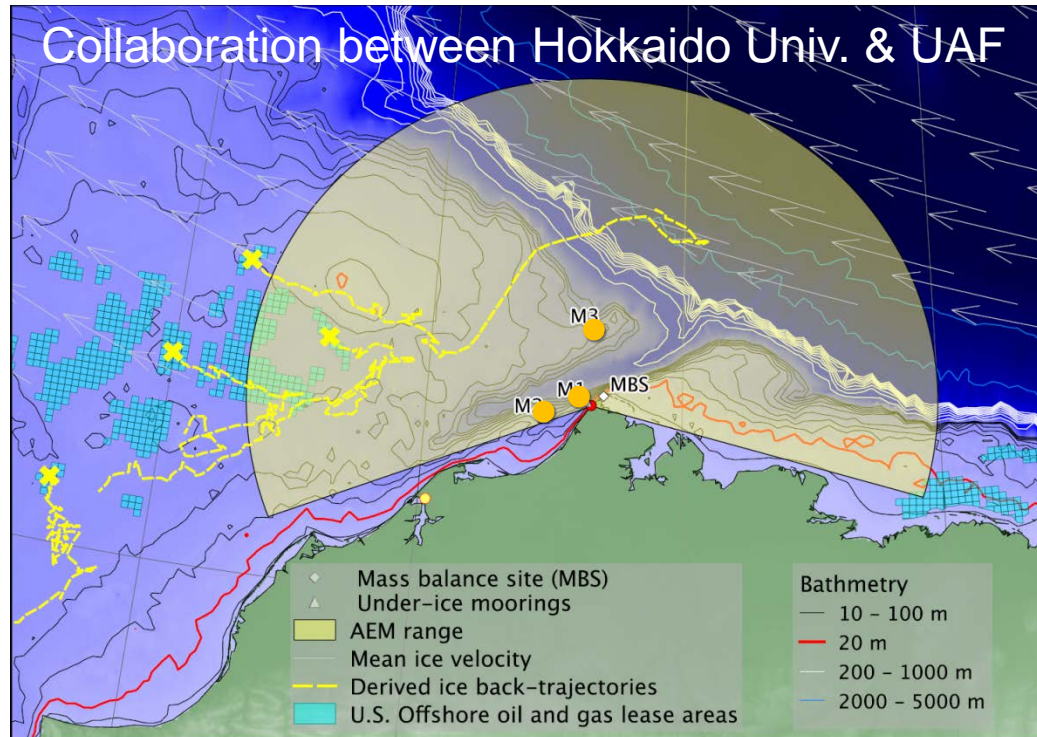 Collaboration between Hokkaido Univ. & UAF
M3
M1
MBS
M2
Mass balance site (MBS)
Under-ice moorings
AEM range
Mean ice velocity
Derived ice back-trajectories
U.S. Offshore oil and gas lease areas
Bathmetry
10 – 100 m
20 m
200 – 1000 m
2000 – 5000 m